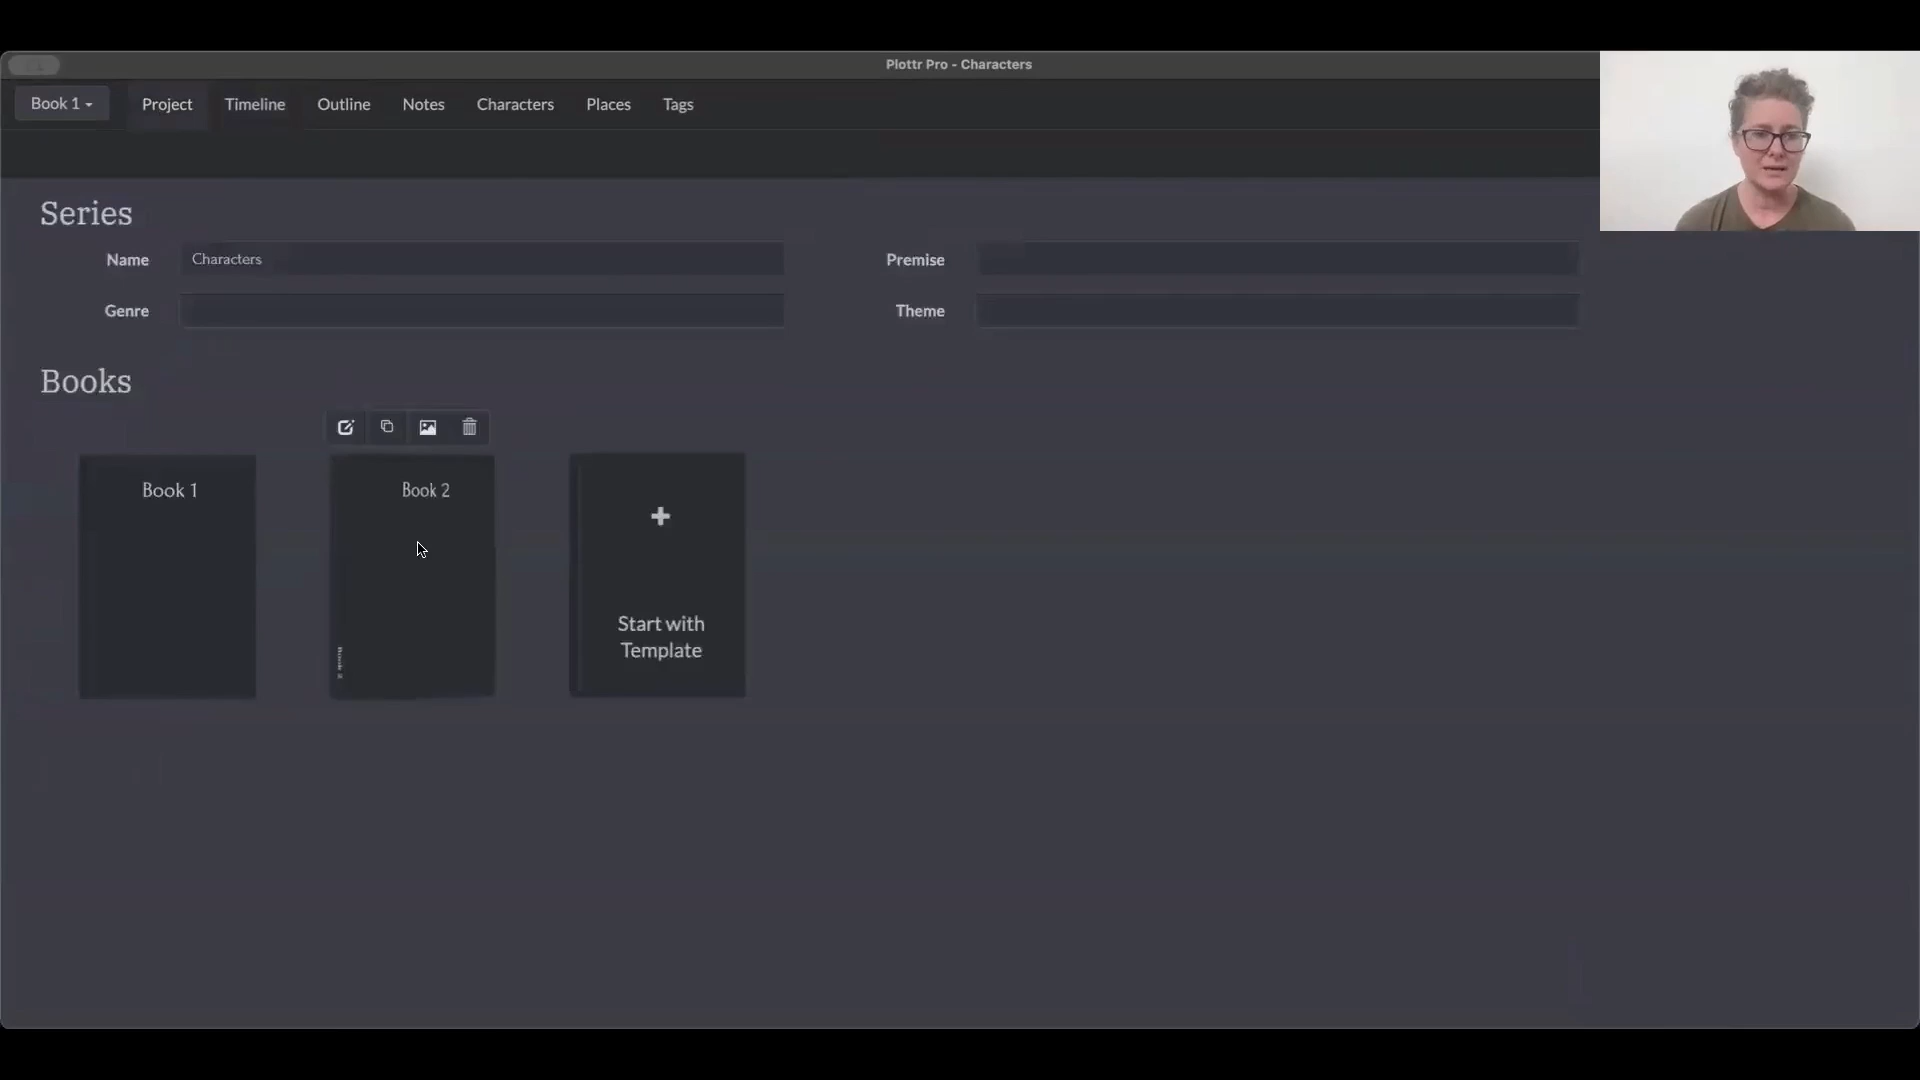 Plottr Pro - Characters
Book 1
Project
Timeline
Outline
Notes
Characters
Places
Tags
Series
Name
Characters
Premise
Genre
Theme
Books
Book 1
Book 2
Start with
Template